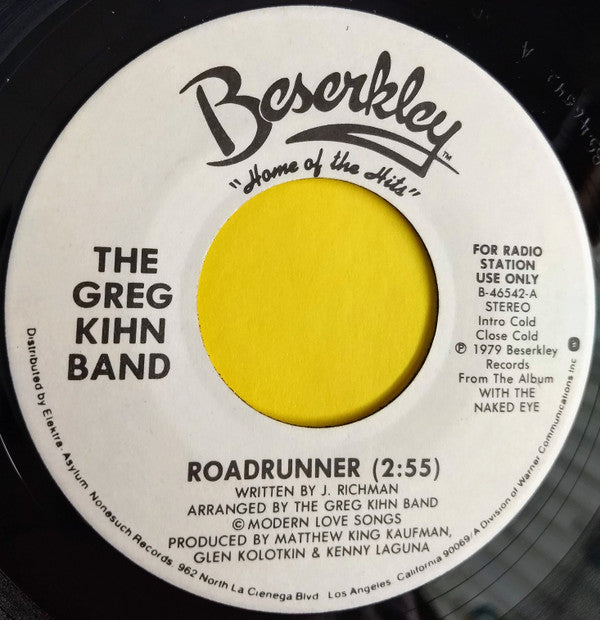 Beserkley™
"Home of the Hits"
THE
GREG
KIHN
BAND
FOR RADIO
STATION
USE ONLY
B-46542-A
STEREO
Intro Cold
Close Cold
℗ 1979 Beserkley
Records
From The Album
WITH THE
NAKED EYE
ROADRUNNER (2:55)
WRITTEN BY J. RICHMAN
ARRANGED BY THE GREG KIHN BAND
© MODERN LOVE SONGS
PRODUCED BY MATTHEW KING KAUFMAN,
GLEN KOLOTKIN & KENNY LAGUNA
Distributed by Elektra, Asylum, Nonesuch Records, 962 North La Cienega Blvd. Los Angeles, California 90069/A Division of Warner Communications Inc